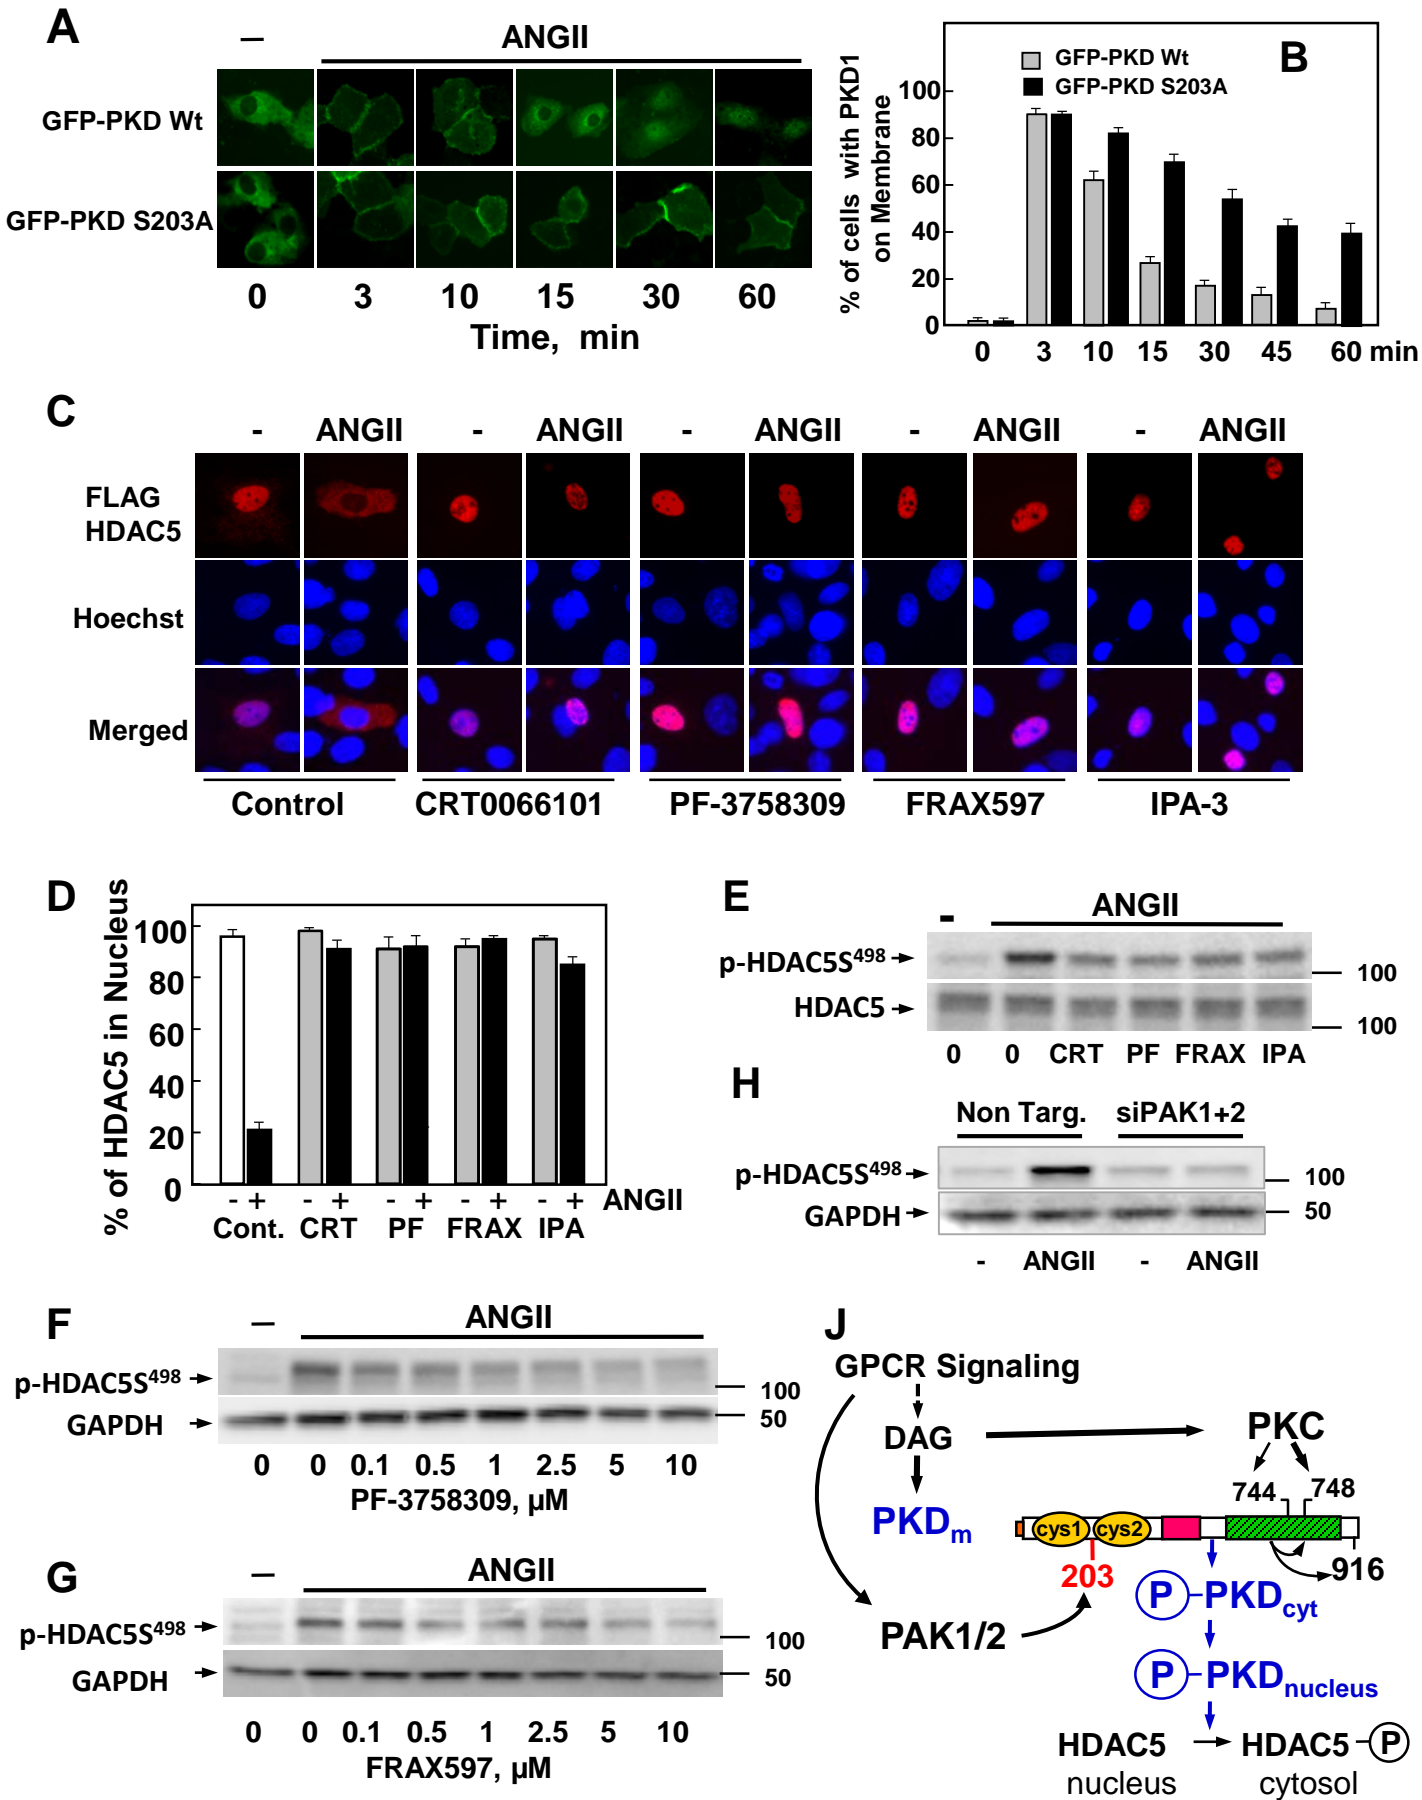 A
—
ANGII
GFP-PKD Wt
GFP-PKD S203A
0 3 10 15 30 60
Time, min
B
GFP-PKD Wt
GFP-PKD S203A
% of cells with PKD1
on Membrane
100
80
60
40
20
0
0 3 10 15 30 45 60 min
C
- ANGII - ANGII - ANGII - ANGII - ANGII
FLAG
HDAC5
Hoechst
Merged
Control CRT0066101 PF-3758309 FRAX597 IPA-3
D
% of HDAC5 in Nucleus
100
80
60
40
20
0
- + - + - + - + - + ANGII
Cont. CRT PF FRAX IPA
E
- ANGII
p-HDAC5S498
100
HDAC5
100
0 0 CRT PF FRAX IPA
H
Non Targ. siPAK1+2
p-HDAC5S498
100
GAPDH
50
- ANGII - ANGII
F
— ANGII
p-HDAC5S498
100
GAPDH
50
0 0 0.1 0.5 1 2.5 5 10
PF-3758309, µM
G
— ANGII
p-HDAC5S498
100
GAPDH
50
0 0 0.1 0.5 1 2.5 5 10
FRAX597, µM
J
GPCR Signaling
DAG
PKC
744 748
PKDm
cys1 cys2
203
916
P PKDcyt
PAK1/2
P PKDnucleus
HDAC5 HDAC5 P
nucleus cytosol